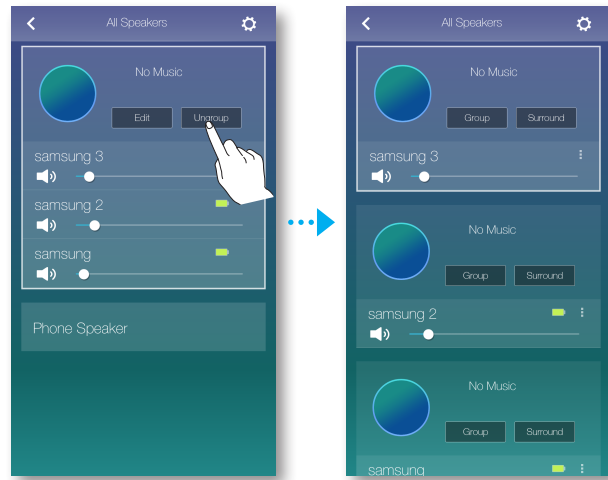 All Speakers
No Music
Edit Ungroup
samsung 3
samsung 2
samsung
Phone Speaker
All Speakers
No Music
Group Surround
samsung 3
No Music
Group Surround
samsung 2
No Music
Group Surround
samsung